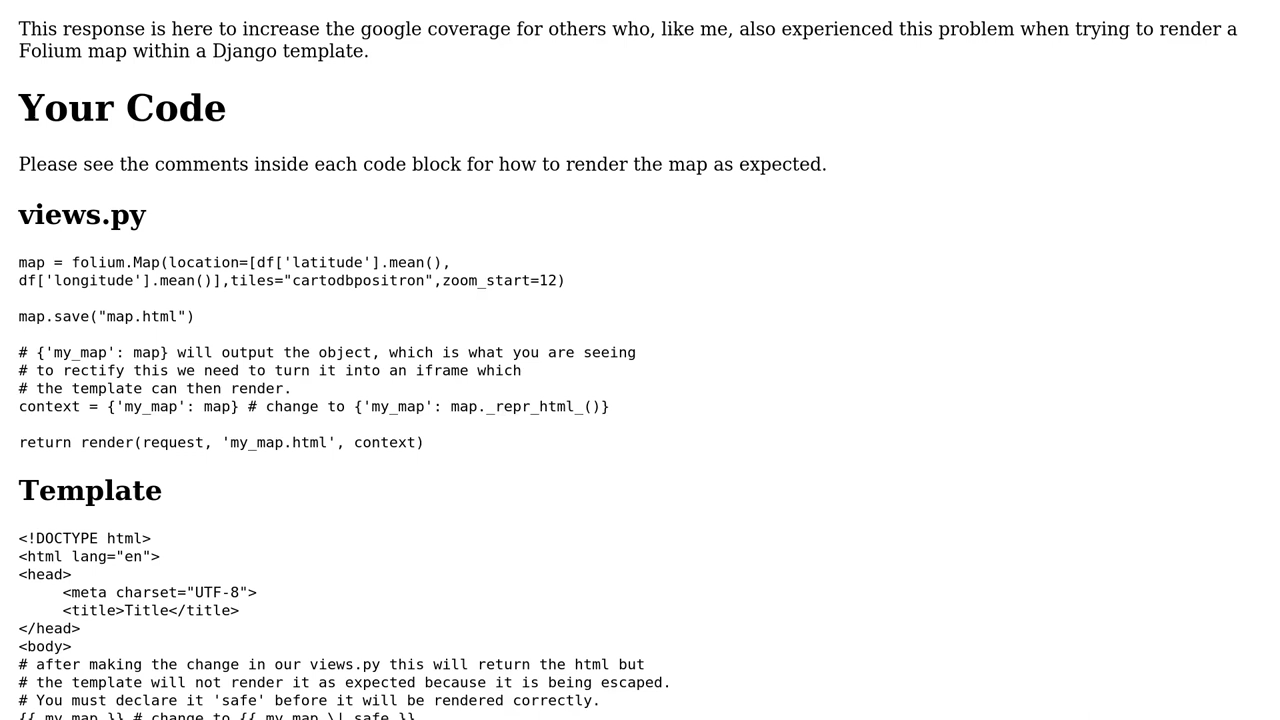 This response is here to increase the google coverage for others who, like me, also experienced this problem when trying to render a
Folium map within a Django template.
Your Code
Please see the comments inside each code block for how to render the map as expected.
views.py
map = folium.Map(location=[df['latitude'].mean(),
df['longitude'].mean()],tiles="cartodbpositron",zoom_start=12)
map.save("map.html")
# {'my_map': map} will output the object, which is what you are seeing
# to rectify this we need to turn it into an iframe which
# the template can then render.
context = {'my_map': map} # change to {'my_map': map._repr_html_()}
return render(request, 'my_map.html', context)
Template
<!DOCTYPE html>
<html lang="en">
<head>
     <meta charset="UTF-8">
     <title>Title</title>
</head>
<body>
# after making the change in our views.py this will return the html but
# the template will not render it as expected because it is being escaped.
# You must declare it 'safe' before it will be rendered correctly.
{{ my_map }} # change to {{ my_map \| safe }}